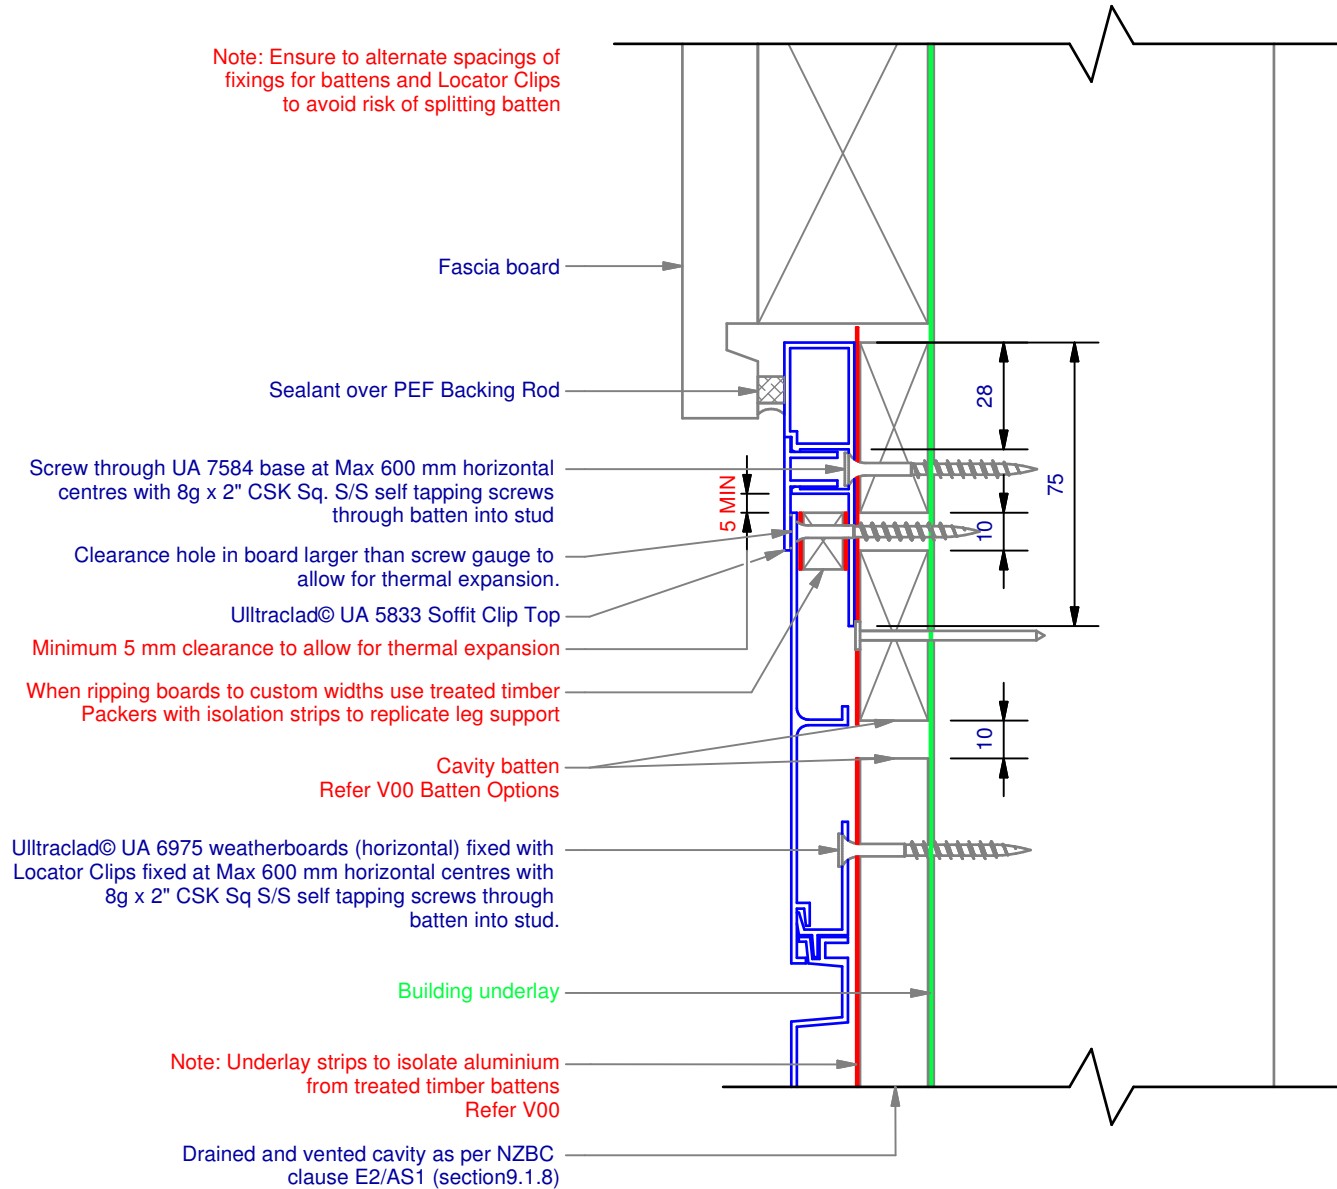 Note: Ensure to alternate spacings of
fixings for battens and Locator Clips
to avoid risk of splitting batten
Fascia board
Sealant over PEF Backing Rod
28
Screw through UA 7584 base at Max 600 mm horizontal
centres with 8g x 2" CSK Sq. S/S self tapping screws
through batten into stud
75
5 MIN
10
Clearance hole in board larger than screw gauge to
allow for thermal expansion.
Ulltraclad© UA 5833 Soffit Clip Top
Minimum 5 mm clearance to allow for thermal expansion
When ripping boards to custom widths use treated timber
Packers with isolation strips to replicate leg support
10
Cavity batten
Refer V00 Batten Options
Ulltraclad© UA 6975 weatherboards (horizontal) fixed with
Locator Clips fixed at Max 600 mm horizontal centres with
8g x 2" CSK Sq S/S self tapping screws through
batten into stud.
Building underlay
Note: Underlay strips to isolate aluminium
from treated timber battens
Refer V00
Drained and vented cavity as per NZBC
clause E2/AS1 (section9.1.8)